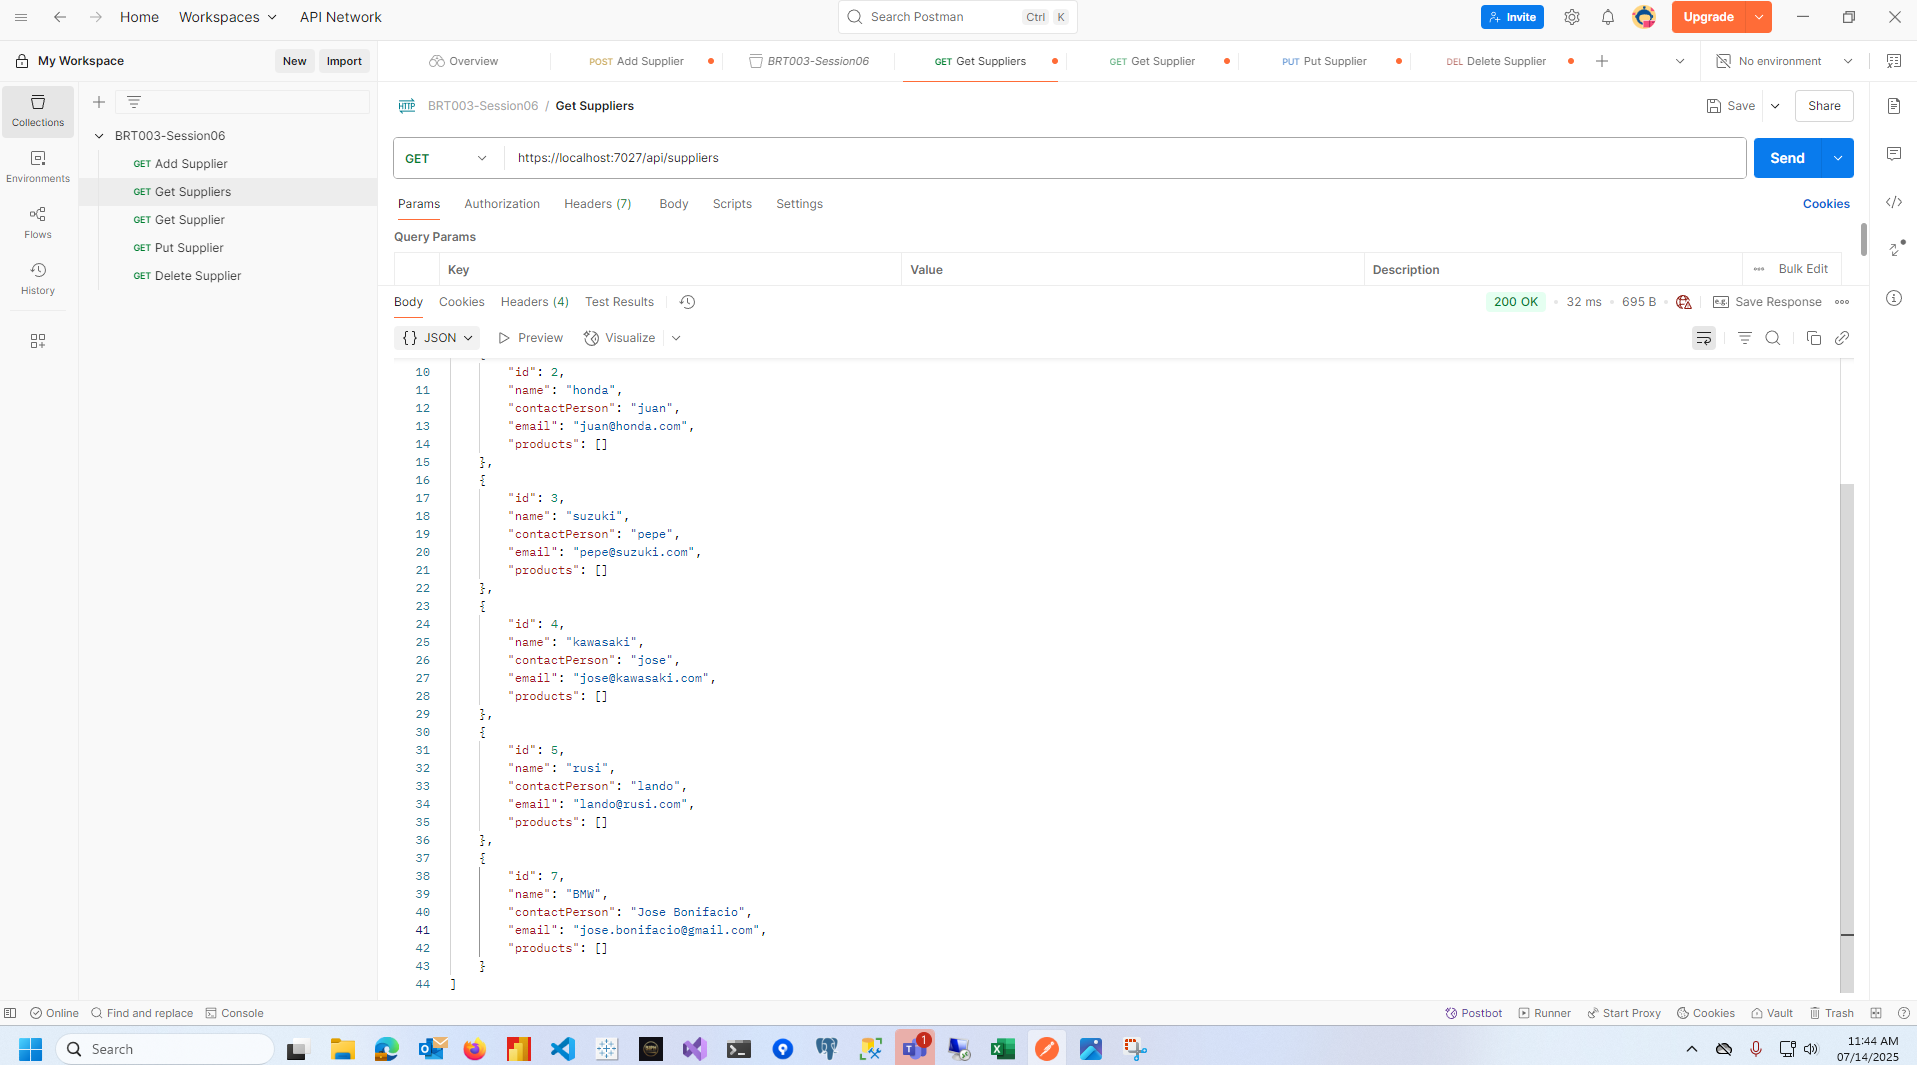 Home Workspaces API Network Search Postman Ctrl K Invite Upgrade
My Workspace New Import Overview POST Add Supplier BRT003-Session06 GET Get Suppliers GET Get Supplier PUT Put Supplier DEL Delete Supplier No environment
Collections
Environments
Flows
History
BRT003-Session06
GET Add Supplier
GET Get Suppliers
GET Get Supplier
GET Put Supplier
GET Delete Supplier
HTTP BRT003-Session06 / Get Suppliers Save Share
GET https://localhost:7027/api/suppliers Send
Params Authorization Headers (7) Body Scripts Settings Cookies
Query Params
Key Value Description Bulk Edit
Body Cookies Headers (4) Test Results 200 OK 32 ms 695 B e.g. Save Response
{} JSON Preview Visualize
10 "id": 2,
11 "name": "honda",
12 "contactPerson": "juan",
13 "email": "juan@honda.com",
14 "products": []
15 },
16 {
17 "id": 3,
18 "name": "suzuki",
19 "contactPerson": "pepe",
20 "email": "pepe@suzuki.com",
21 "products": []
22 },
23 {
24 "id": 4,
25 "name": "kawasaki",
26 "contactPerson": "jose",
27 "email": "jose@kawasaki.com",
28 "products": []
29 },
30 {
31 "id": 5,
32 "name": "rusi",
33 "contactPerson": "lando",
34 "email": "lando@rusi.com",
35 "products": []
36 },
37 {
38 "id": 7,
39 "name": "BMW",
40 "contactPerson": "Jose Bonifacio",
41 "email": "jose.bonifacio@gmail.com",
42 "products": []
43 }
44 ]
Online Find and replace Console Postbot Runner Start Proxy Cookies Vault Trash
Search 1 11:44 AM
07/14/2025